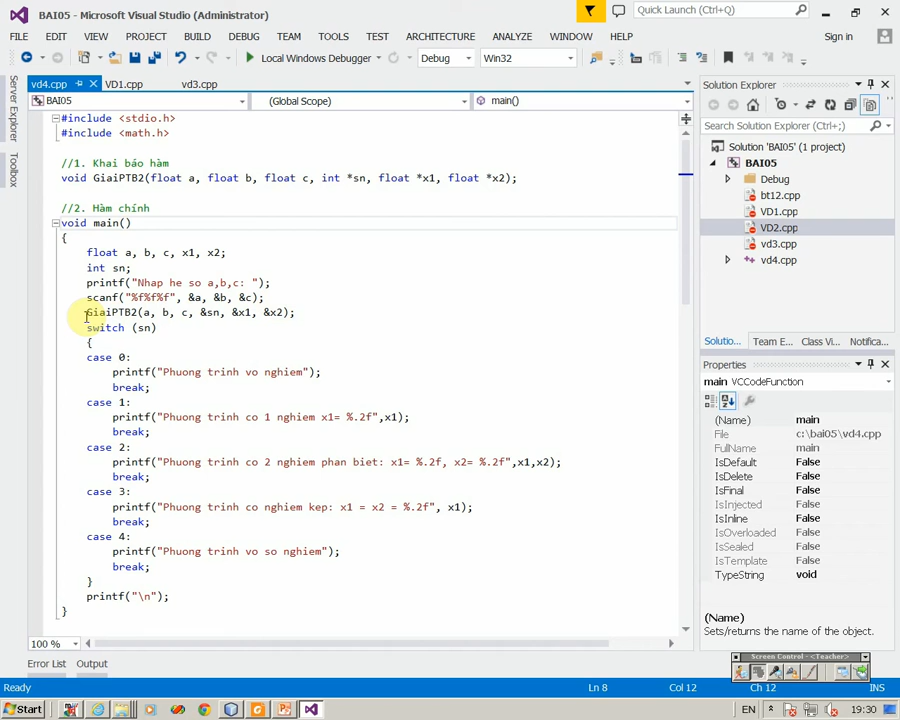 BAI05 - Microsoft Visual Studio (Administrator)
Quick Launch (Ctrl+Q)
FILE EDIT VIEW PROJECT BUILD DEBUG TEAM TOOLS TEST ARCHITECTURE ANALYZE WINDOW HELP Sign in
Local Windows Debugger Debug Win32
Server Explorer
Toolbox
vd4.cpp VD1.cpp vd3.cpp
BAI05 (Global Scope) main()
#include <stdio.h>
#include <math.h>
//1. Khai báo hàm
void GiaiPTB2(float a, float b, float c, int *sn, float *x1, float *x2);
//2. Hàm chính
void main()
{
float a, b, c, x1, x2;
int sn;
printf("Nhap he so a,b,c: ");
scanf("%f%f%f", &a, &b, &c);
GiaiPTB2(a, b, c, &sn, &x1, &x2);
switch (sn)
{
case 0:
printf("Phuong trinh vo nghiem");
break;
case 1:
printf("Phuong trinh co 1 nghiem x1= %.2f",x1);
break;
case 2:
printf("Phuong trinh co 2 nghiem phan biet: x1= %.2f, x2= %.2f",x1,x2);
break;
case 3:
printf("Phuong trinh co nghiem kep: x1 = x2 = %.2f", x1);
break;
case 4:
printf("Phuong trinh vo so nghiem");
break;
}
printf("\n");
}
100 %
Error List Output
Solution Explorer
Search Solution Explorer (Ctrl+;)
Solution 'BAI05' (1 project)
BAI05
Debug
bt12.cpp
VD1.cpp
VD2.cpp
vd3.cpp
vd4.cpp
Solutio... Team E... Class Vi... Notifica...
Properties
main VCCodeFunction
(Name) main
File c:\bai05\vd4.cpp
FullName main
IsDefault False
IsDelete False
IsFinal False
IsInjected False
IsInline False
IsOverloaded False
IsSealed False
IsTemplate False
TypeString void
(Name)
Sets/returns the name of the object.
Screen Control - <Teacher>
Ready Ln 8 Col 12 Ch 12 INS
Start EN 19:30